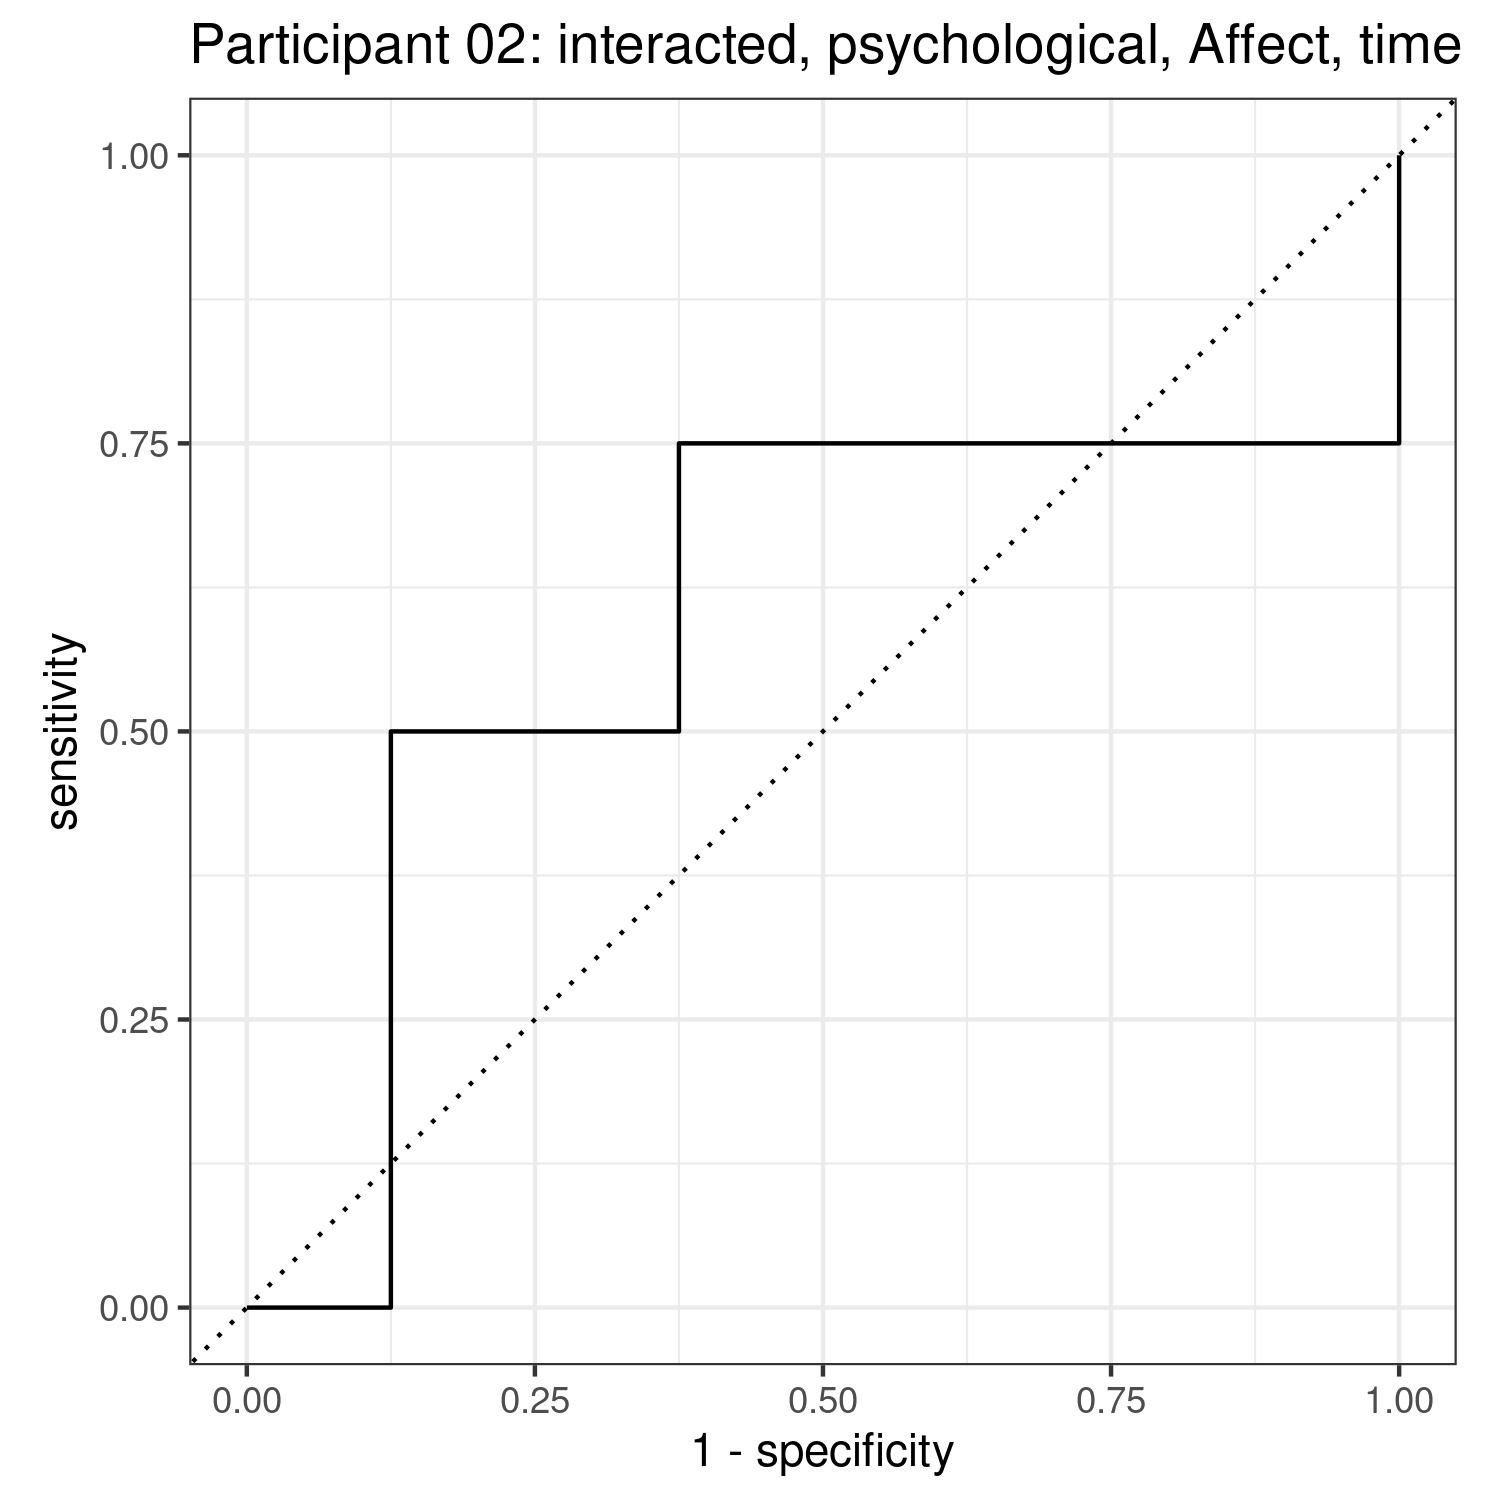 Participant 02: interacted, psychological, Affect, time
1.00
0.75
0.50
0.25
0.00
sensitivity
0.00 0.25 0.50 0.75 1.00
1 - specificity